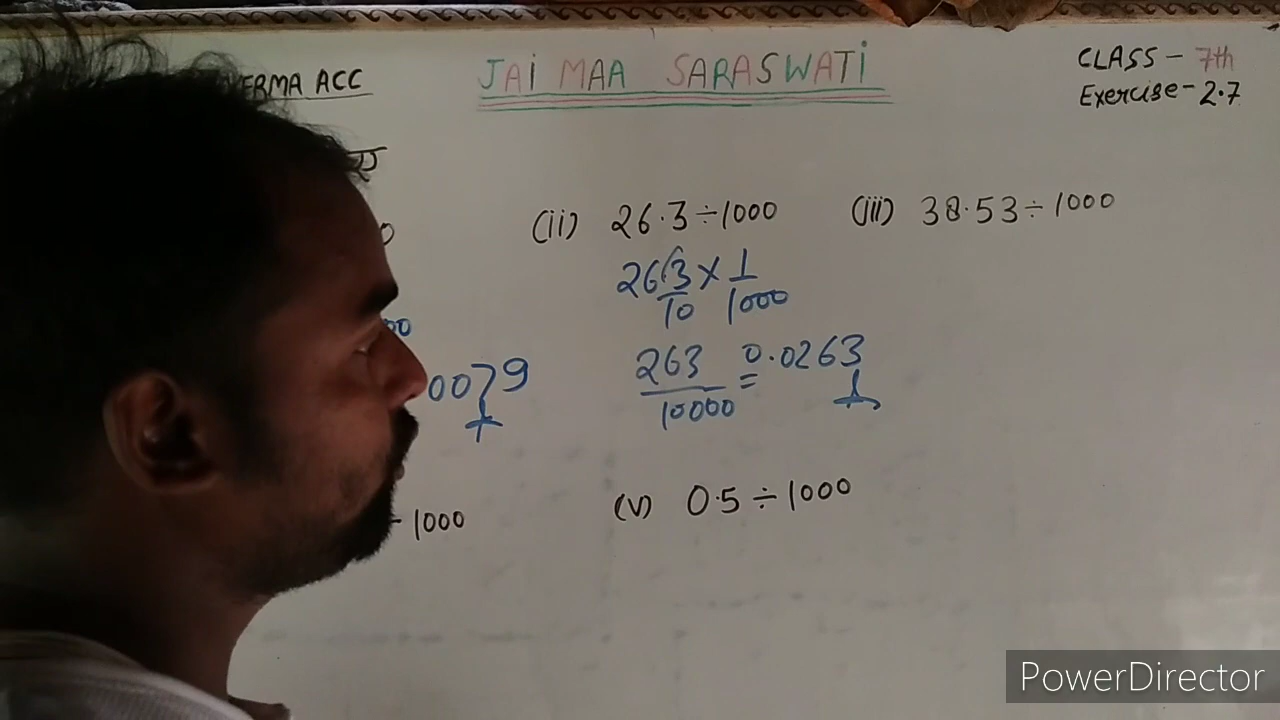 VERMA ACC
JAI MAA SARASWATI
CLASS - 7th
Exercise - 2.7
(ii) 26.3 ÷ 1000
(iii) 38.53 ÷ 1000
263/10 × 1/1000
0079
263/10000 = 0.0263
- 1000
(v) 0.5 ÷ 1000
PowerDirector